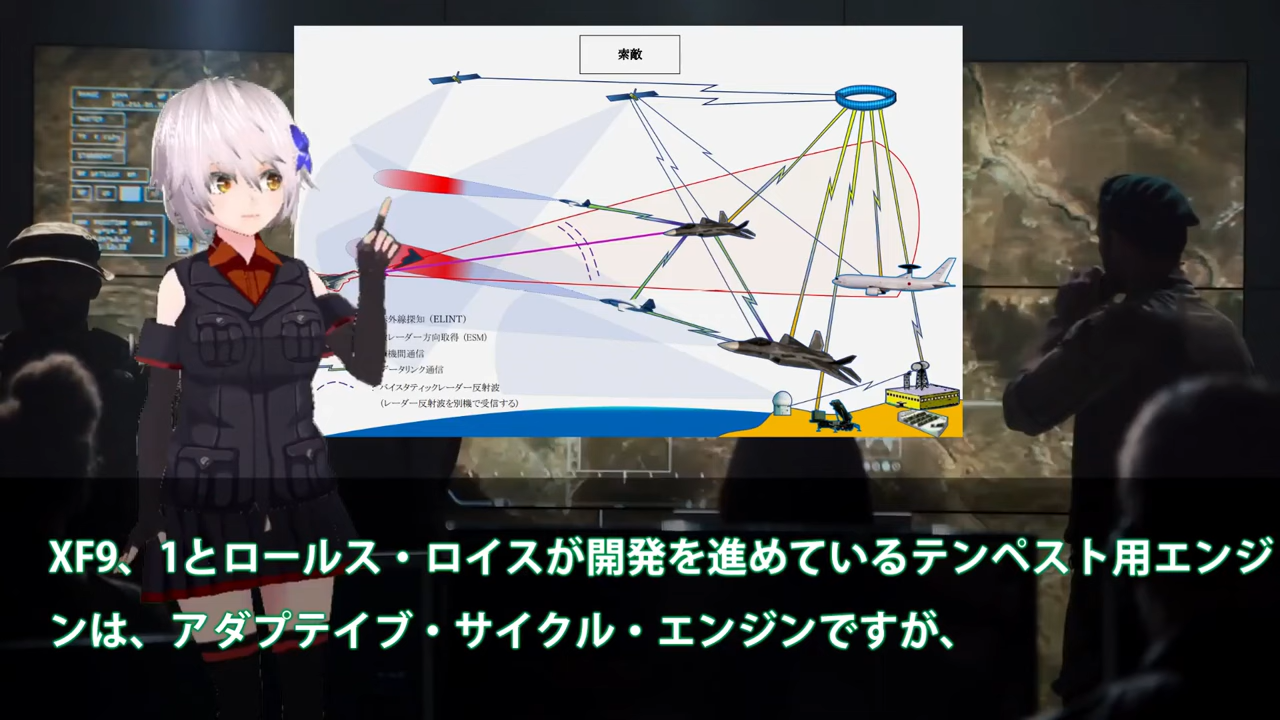 索敵
外線探知 (ELINT)
レーダー方向取得 (ESM)
機間通信
データリンク通信
バイスタティックレーダー反射波
(レーダー反射波を別機で受信する)
XF9、1とロールス・ロイスが開発を進めているテンペスト用エンジ
ンは、アダプテイブ・サイクル・エンジンですが、